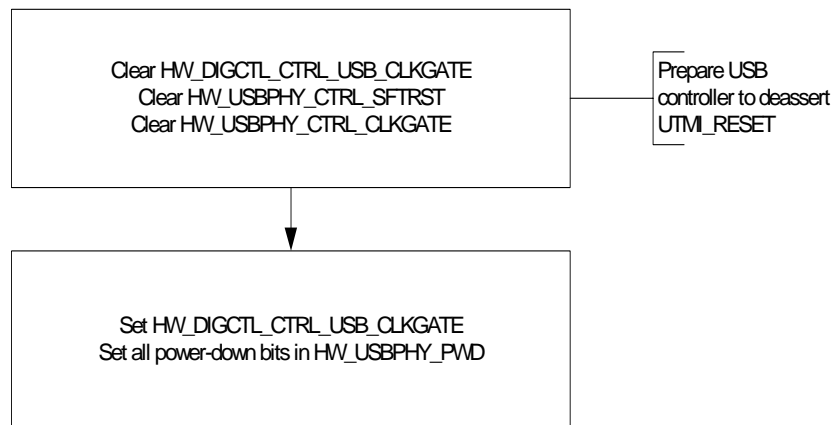 Clear HW_DIGCTL_CTRL_USB_CLKGATE
Clear HW_USBPHY_CTRL_SFTRST
Clear HW_USBPHY_CTRL_CLKGATE
Prepare USB
controller to deassert
UTMI_RESET
Set HW_DIGCTL_CTRL_USB_CLKGATE
Set all power-down bits in HW_USBPHY_PWD